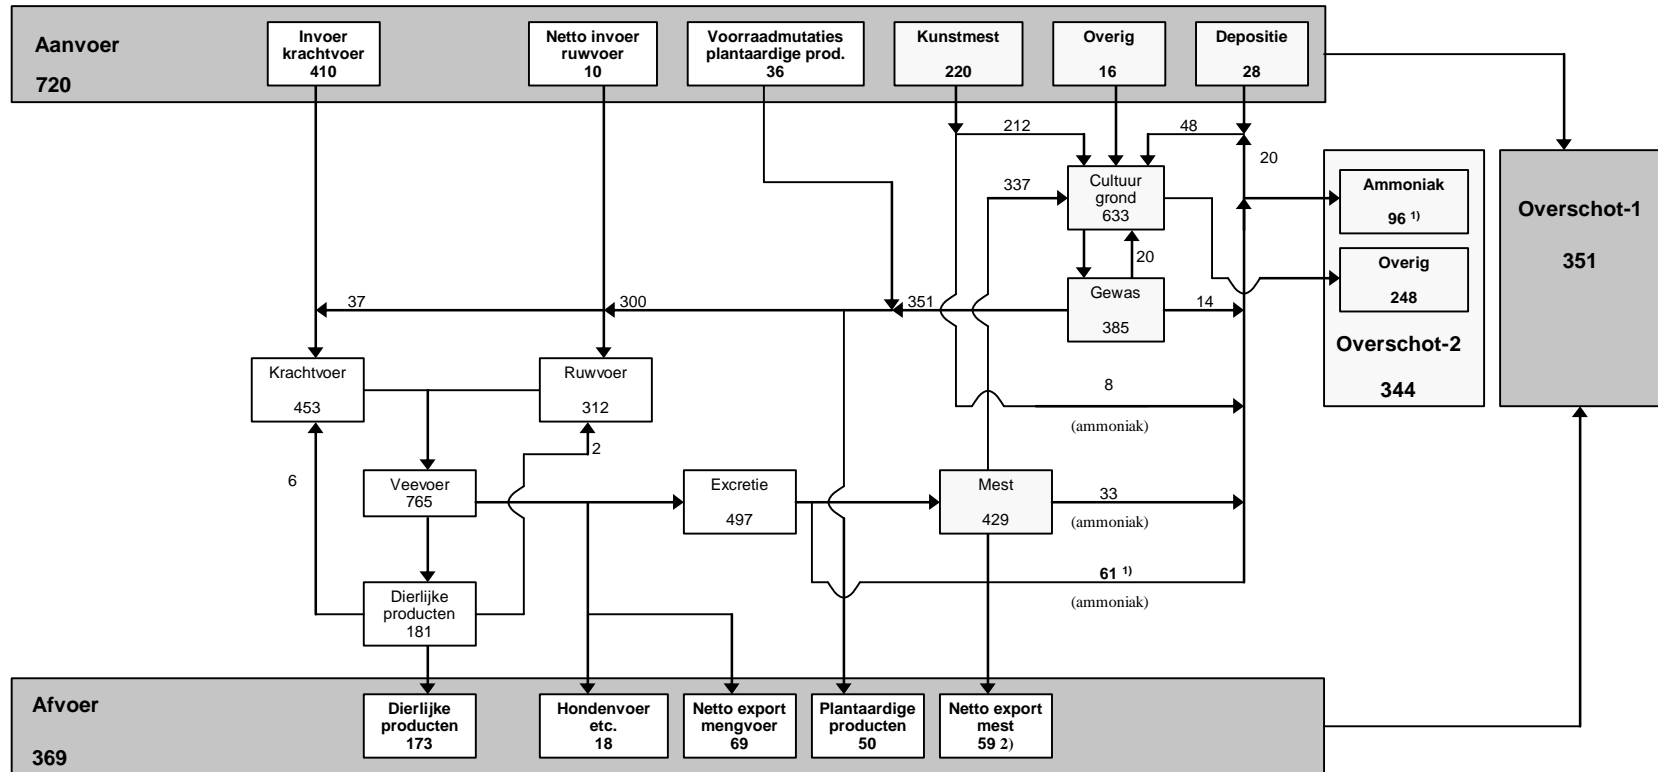 Aanvoer
720
Invoer
krachtvoer
410
Netto invoer
ruwvoer
10
Voorraadmutaties
plantaardige prod.
36
Kunstmest
220
Overig
16
Depositie
28
212
48
20
337
Cultuur
grond
633
20
Ammoniak
96 1)
Overig
248
Overschot-2
344
Overschot-1
351
37
300
351
Gewas
385
14
Krachtvoer
453
Ruwvoer
312
8
(ammoniak)
6
2
Veevoer
765
Excretie
497
Mest
429
33
(ammoniak)
61 1)
(ammoniak)
Dierlijke
producten
181
Afvoer
369
Dierlijke
producten
173
Hondenvoer
etc.
18
Netto export
mengvoer
69
Plantaardige
producten
50
Netto export
mest
59 2)